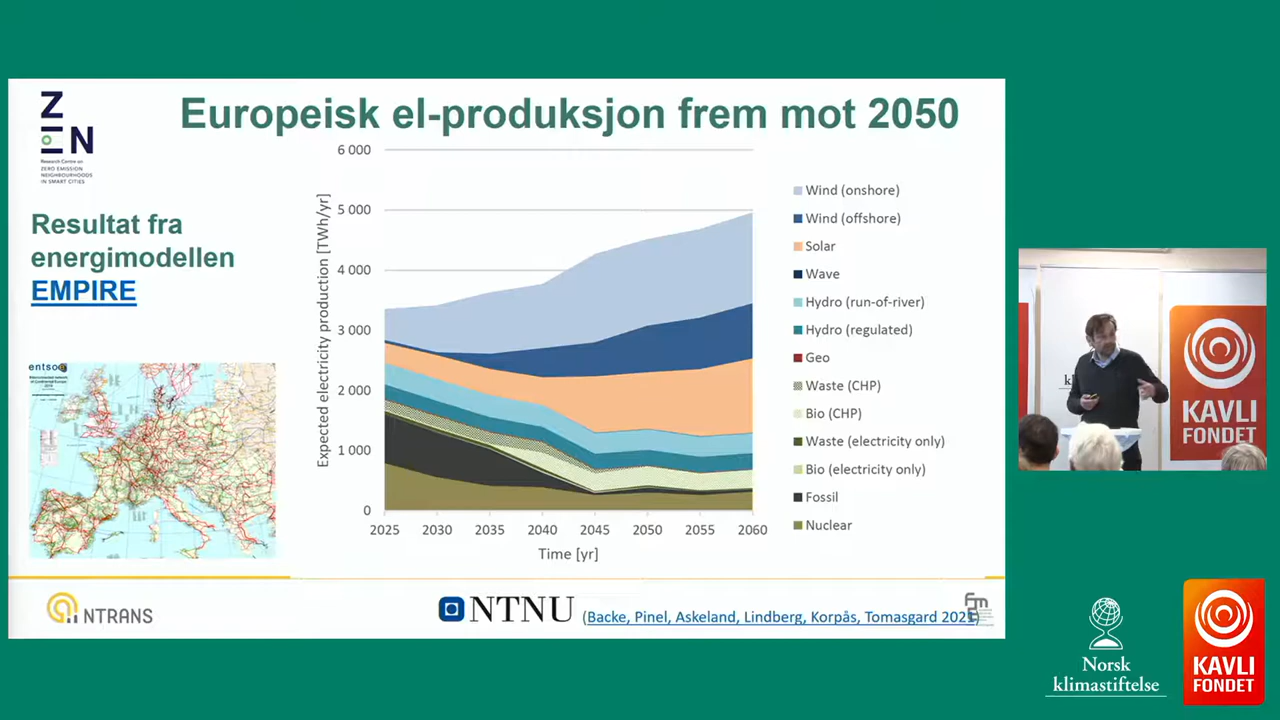 Europeisk el-produksjon frem mot 2050
Z
EN
Research Centre on
ZERO EMISSION
NEIGHBOURHOODS
IN SMART CITIES
Resultat fra
energimodellen
EMPIRE
entsoe
Expected electricity production [TWh/yr]
6 000
5 000
4 000
3 000
2 000
1 000
0
2025 2030 2035 2040 2045 2050 2055 2060
Time [yr]
Wind (onshore)
Wind (offshore)
Solar
Wave
Hydro (run-of-river)
Hydro (regulated)
Geo
Waste (CHP)
Bio (CHP)
Waste (electricity only)
Bio (electricity only)
Fossil
Nuclear
NTRANS
NTNU
(Backe, Pinel, Askeland, Lindberg, Korpås, Tomasgard 2021)
KAVLI
FONDET
Norsk
klimastiftelse
KAVLI
FONDET